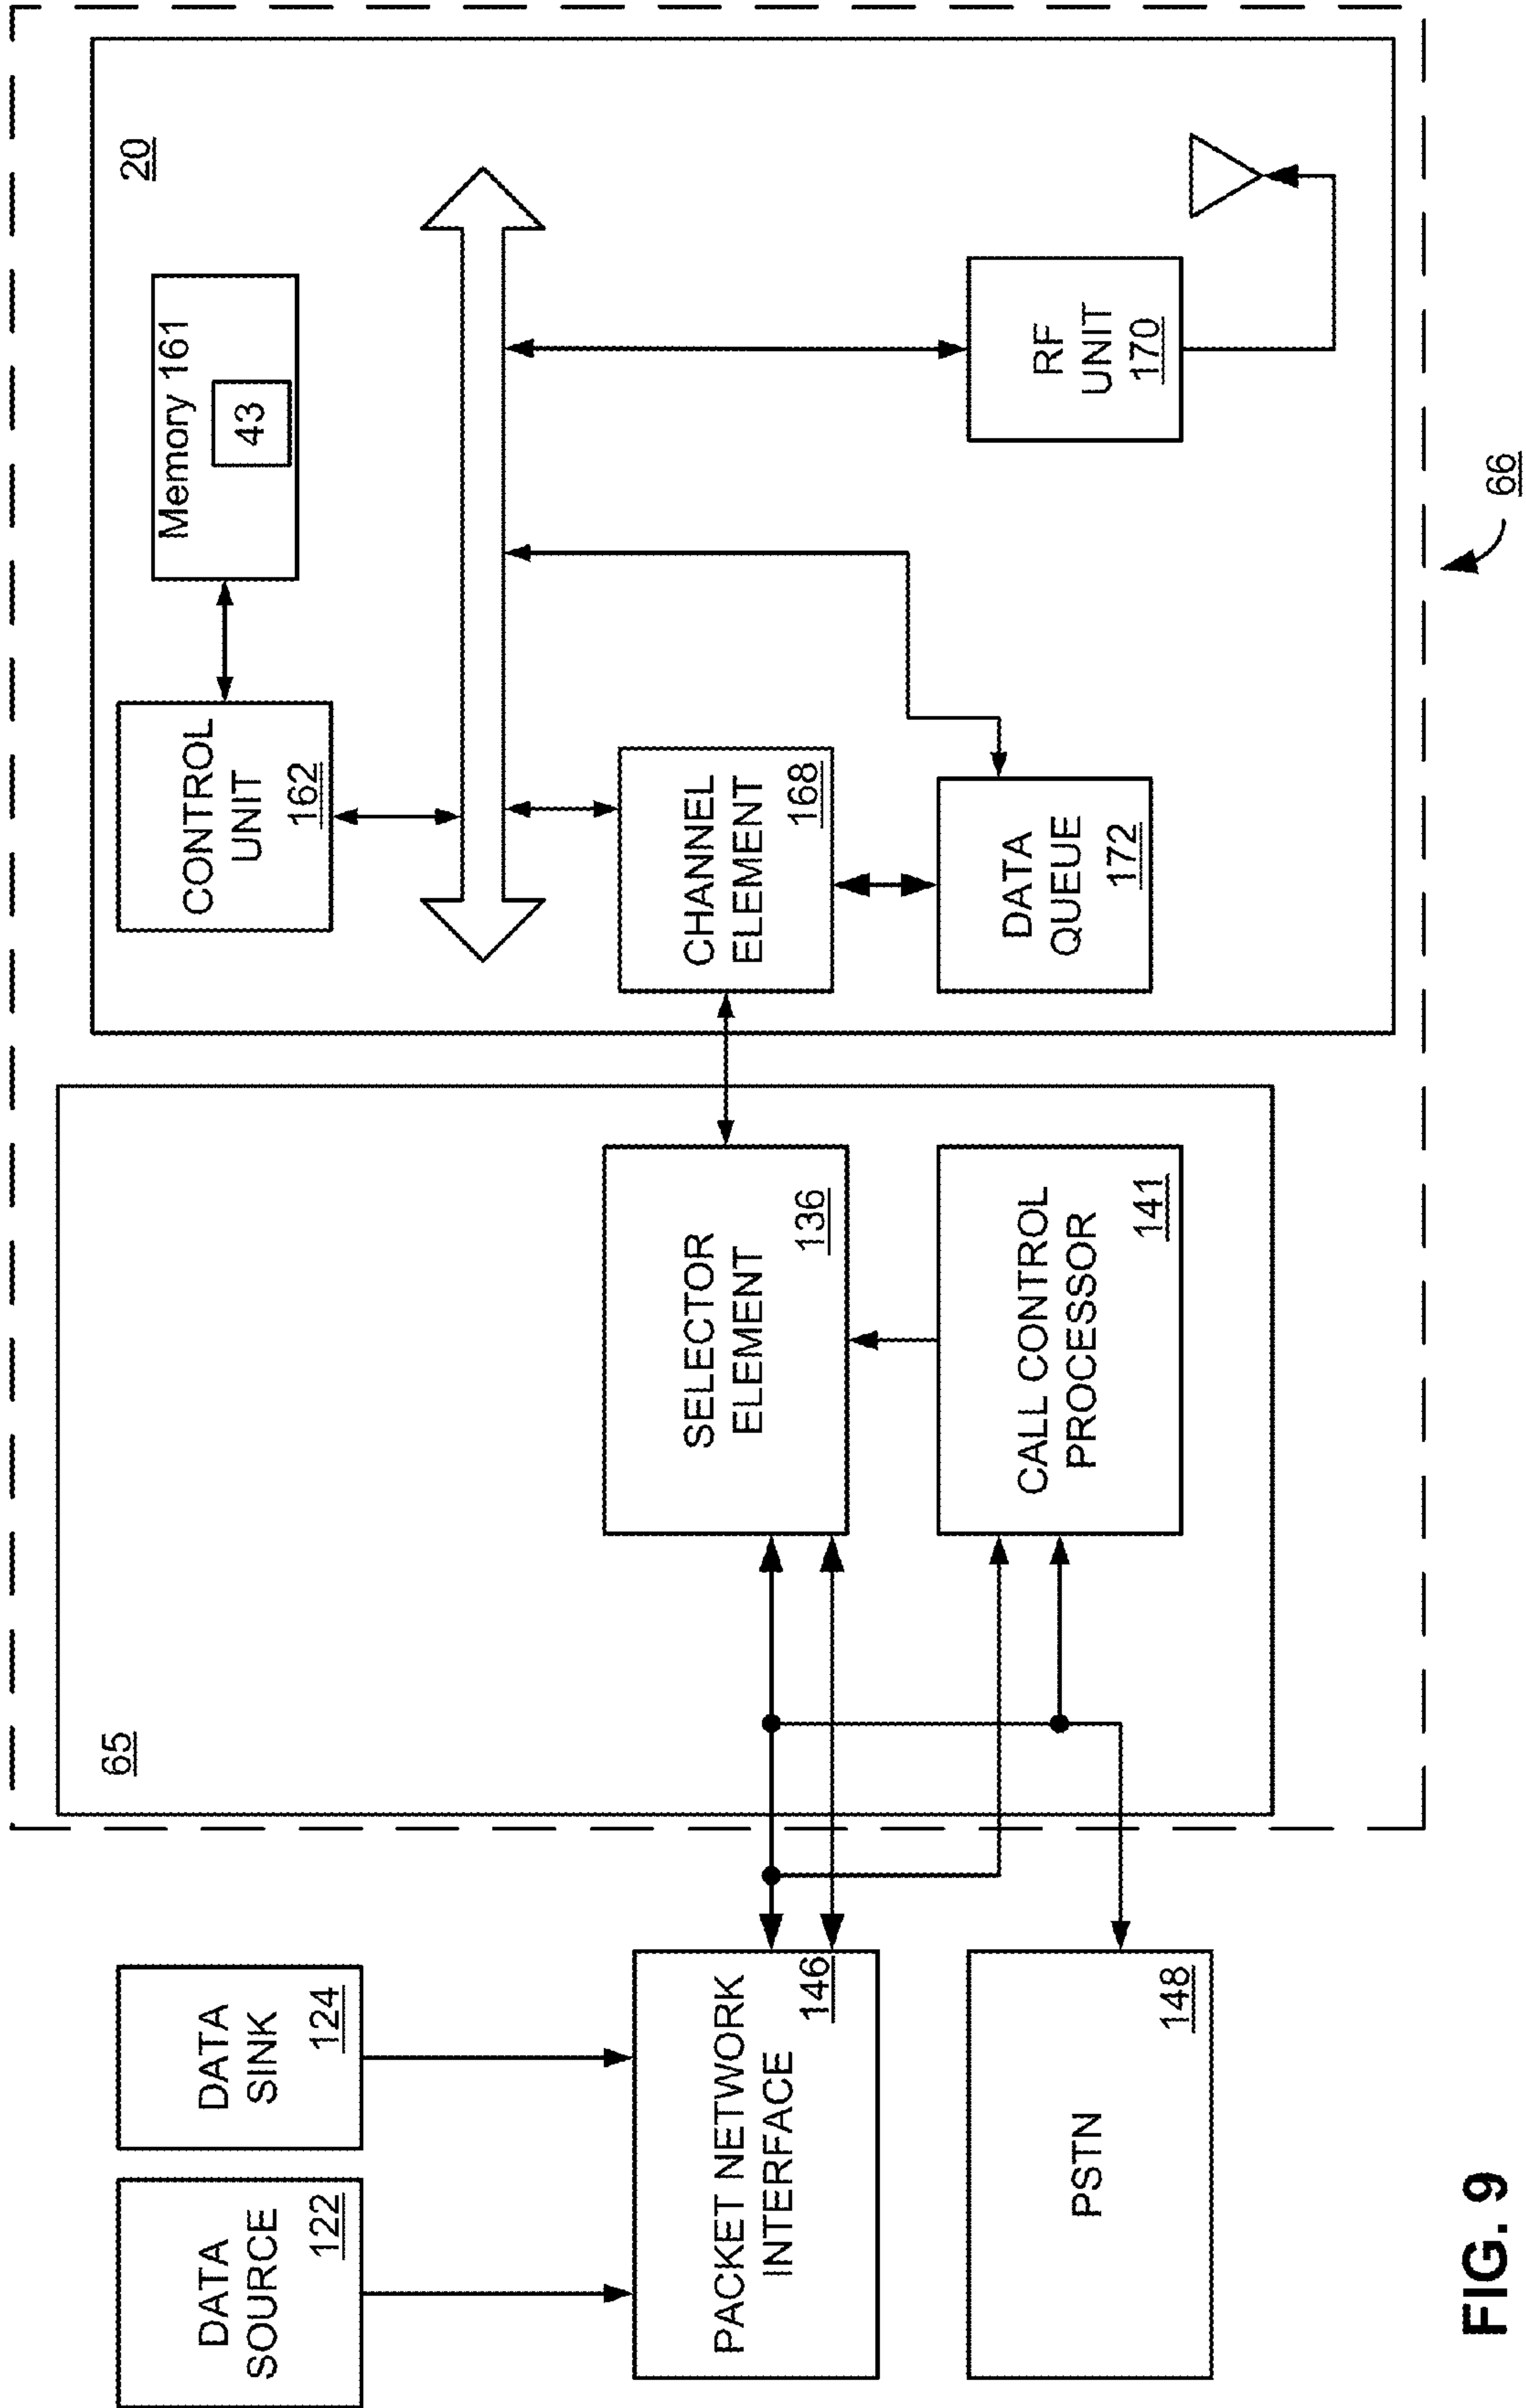 DATA
SOURCE
122
DATA
SINK
124
PACKET NETWORK
INTERFACE
146
PSTN
148
65
SELECTOR
ELEMENT
136
CALL CONTROL
PROCESSOR
141
20
CONTROL
UNIT
162
Memory 161
43
CHANNEL
ELEMENT
168
DATA
QUEUE
172
RF
UNIT
170
66
FIG. 9